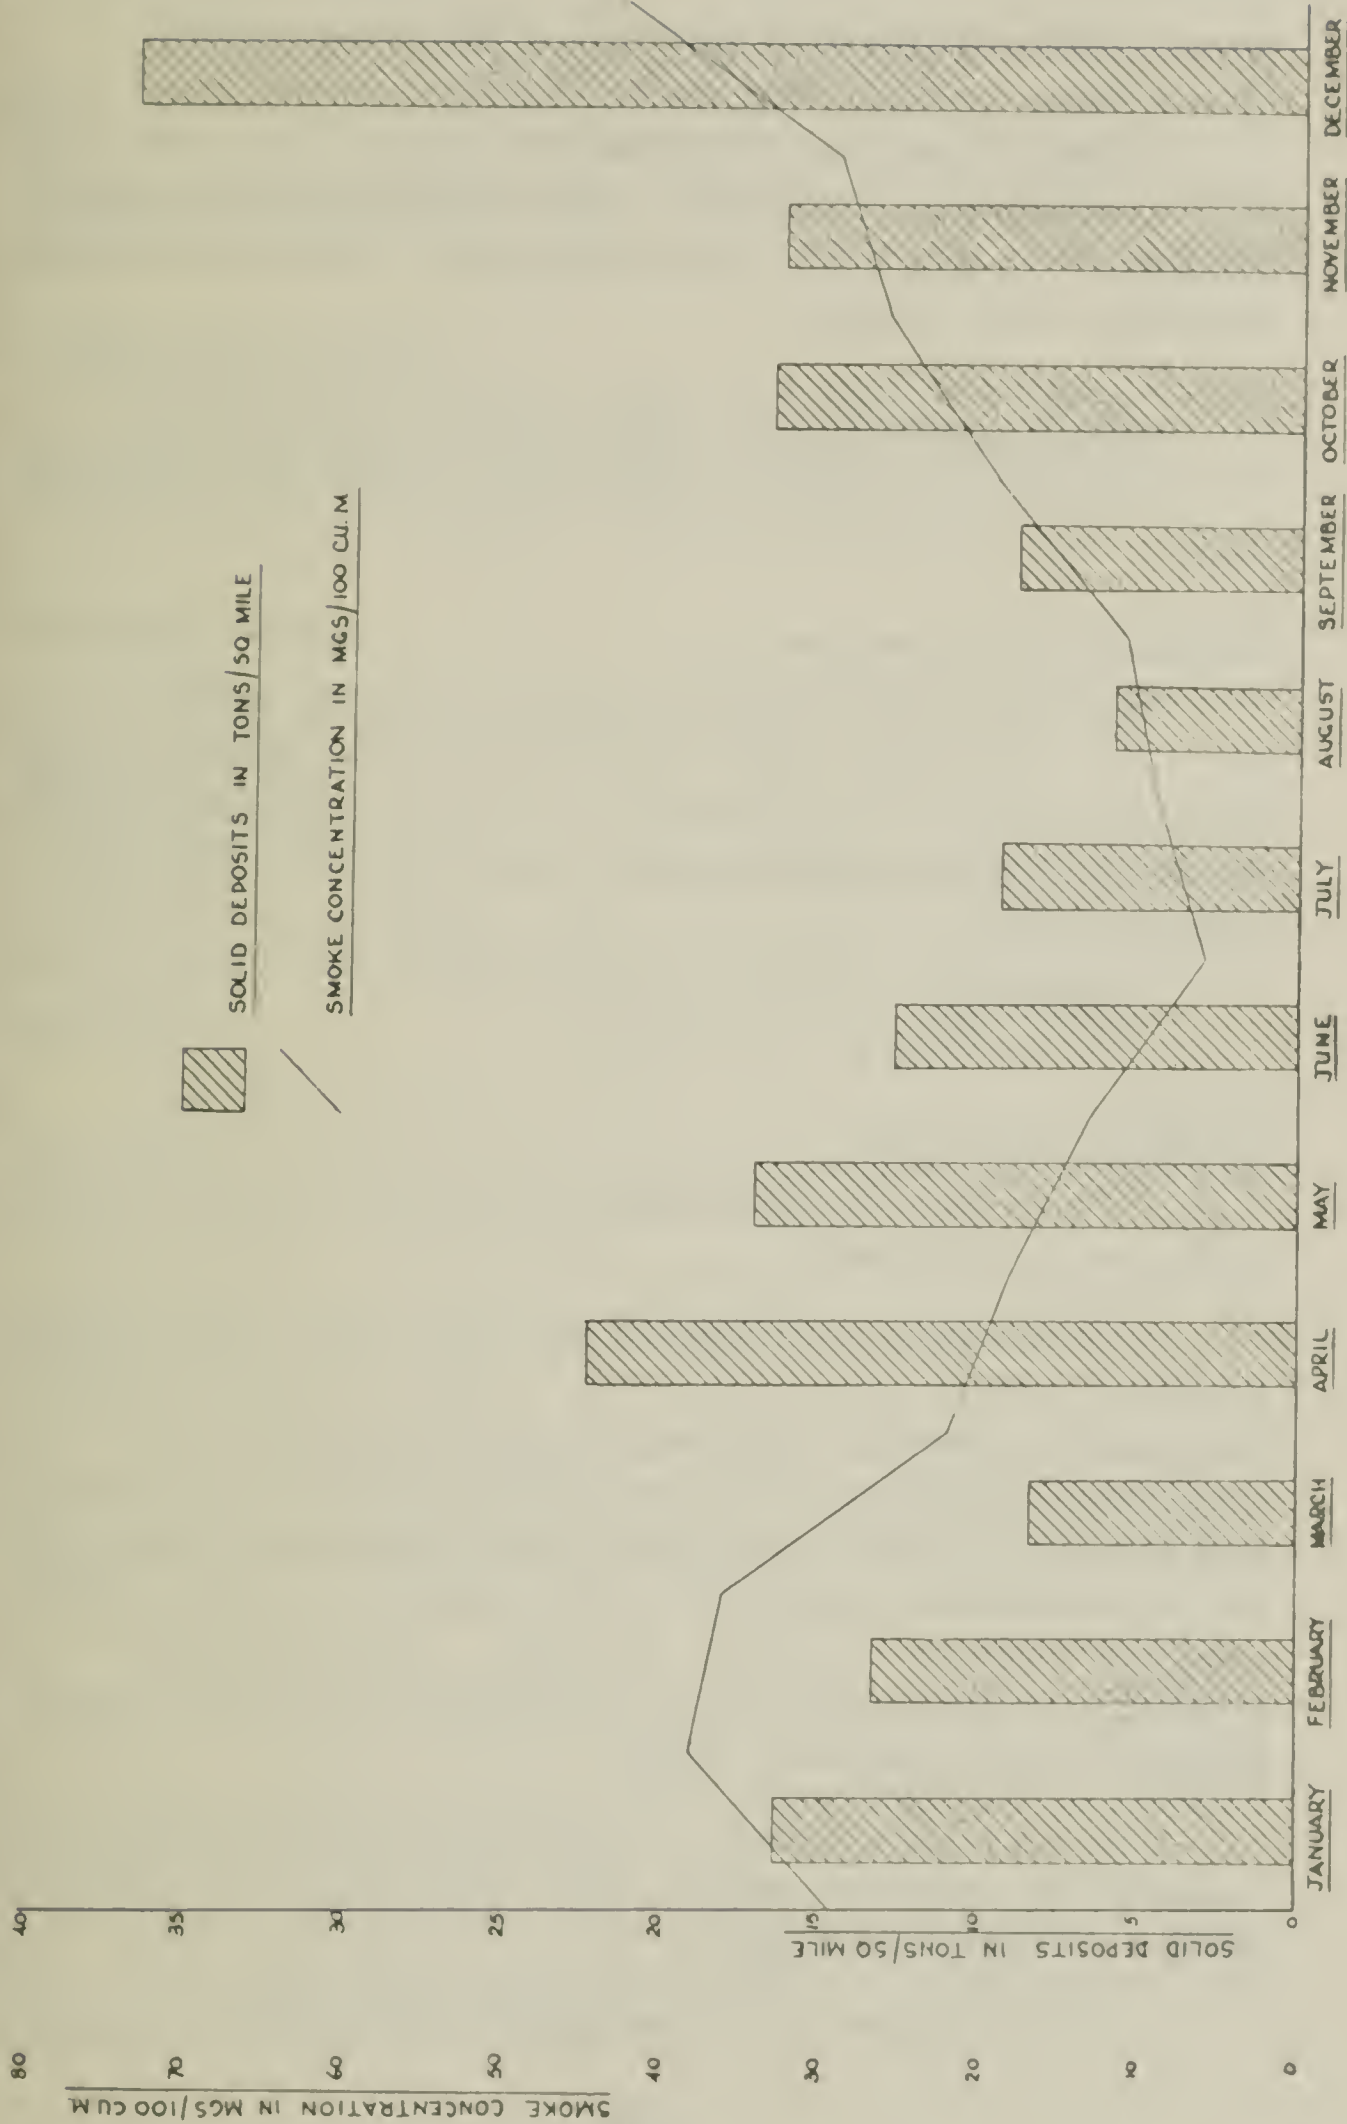 SOLID DEPOSITS IN TONS/SQ MILE
SMOKE CONCENTRATION IN MGS/100 CU.M
SMOKE CONCENTRATION IN MGS/100 CU M.
80
70
60
50
40
30
20
10
0
SOLID DEPOSITS IN TONS/SQ MILE
40
35
30
25
20
15
10
5
0
JANUARY
FEBRUARY
MARCH
APRIL
MAY
JUNE
JULY
AUGUST
SEPTEMBER
OCTOBER
NOVEMBER
DECEMBER